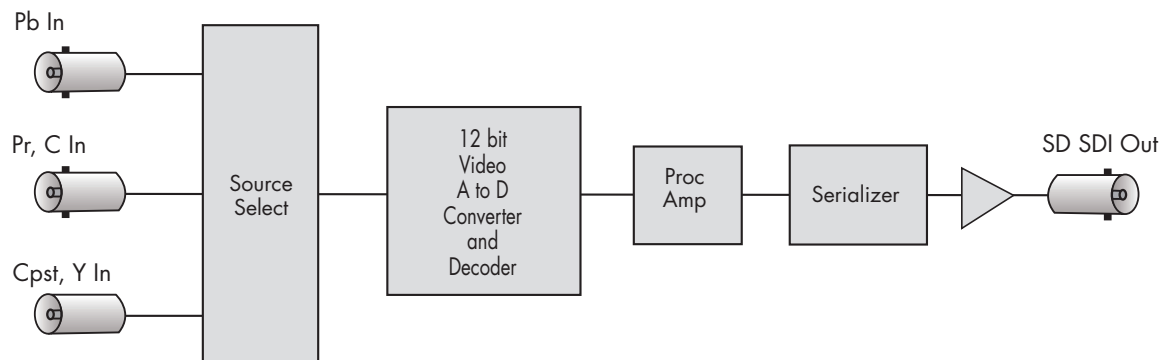 Pb In
Pr, C In
Cpst, Y In
Source
Select
12 bit
Video
A to D
Converter
and
Decoder
Proc
Amp
Serializer
SD SDI Out